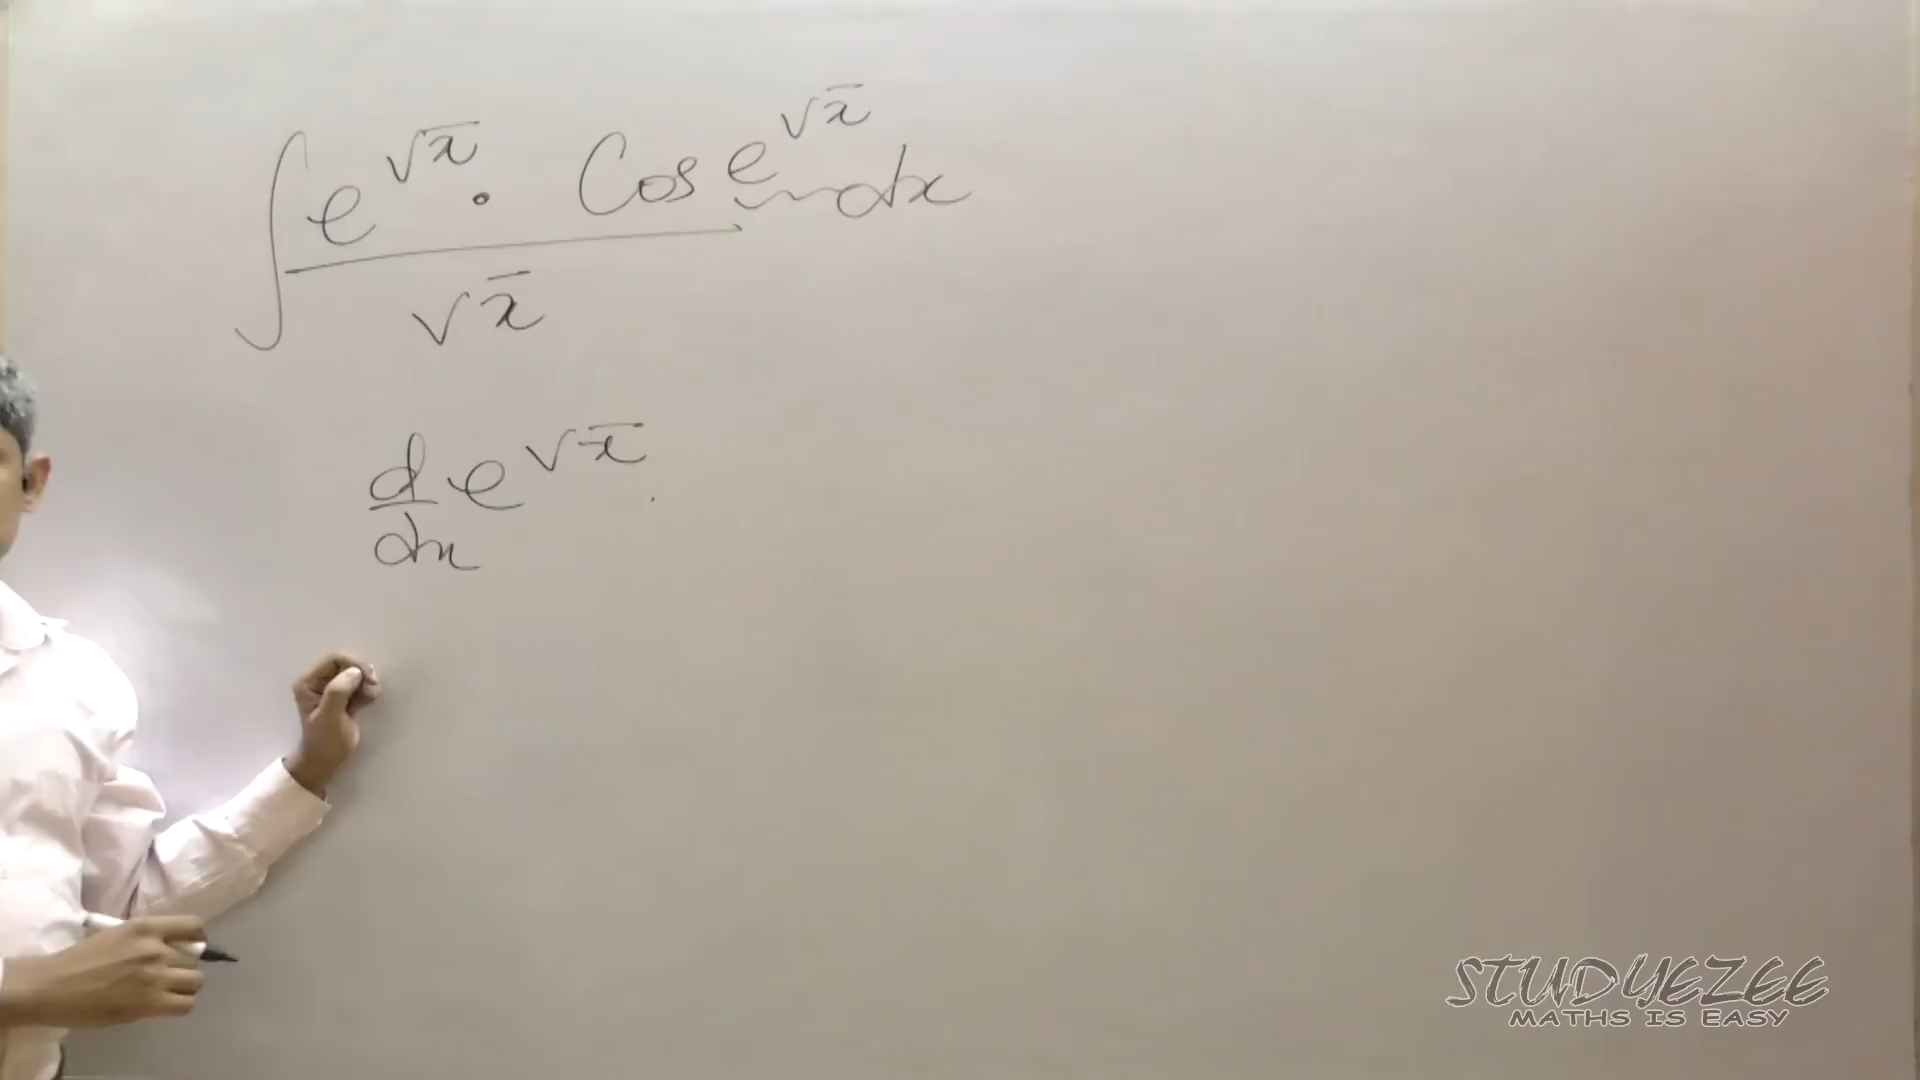 ∫ e^√x · Cos e^√x dx
√x
d e^√x
dx
STUDYEZEE
MATHS IS EASY